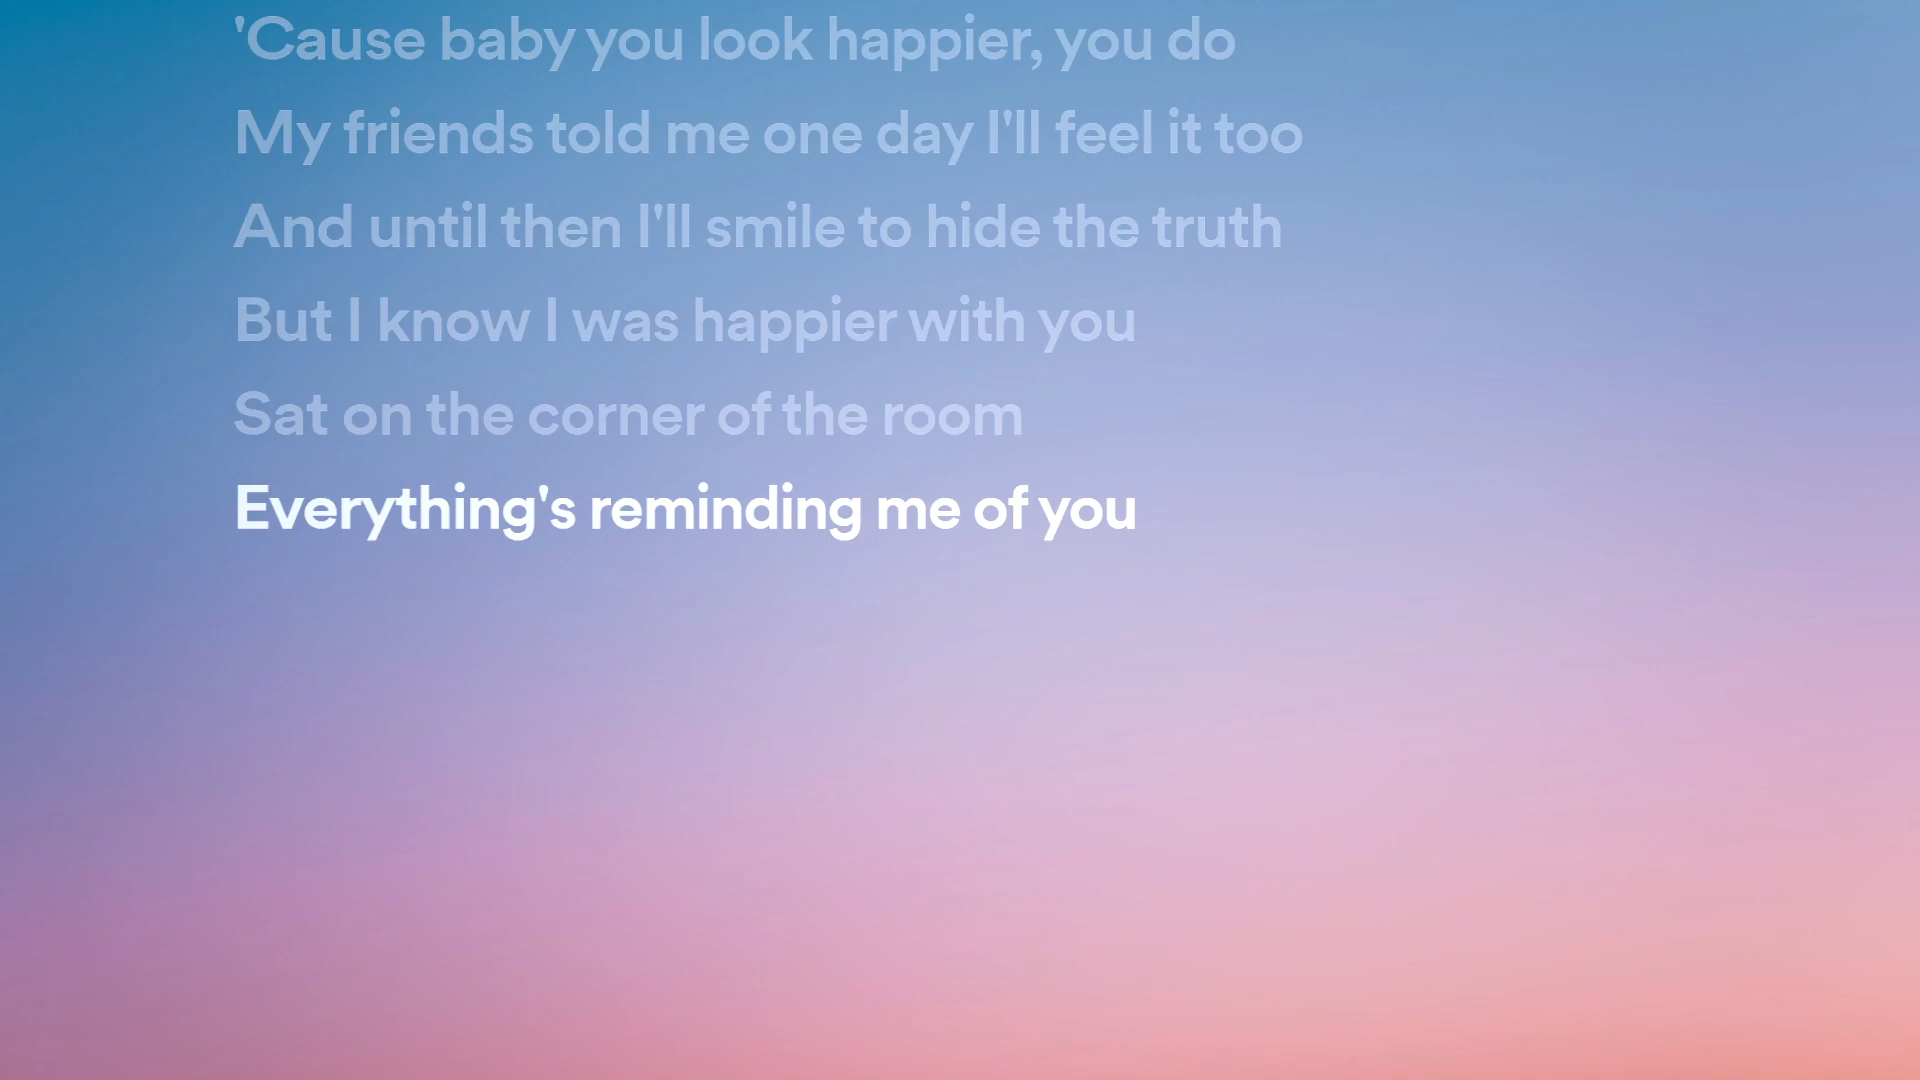 'Cause baby you look happier, you do
My friends told me one day I'll feel it too
And until then I'll smile to hide the truth
But I know I was happier with you
Sat on the corner of the room
Everything's reminding me of you